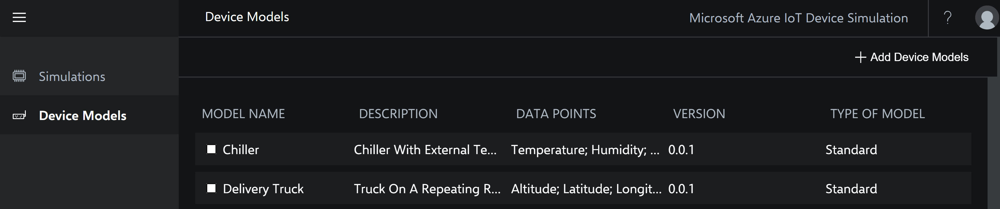 Device Models
Microsoft Azure IoT Device Simulation
?
+ Add Device Models
Simulations
Device Models
MODEL NAME DESCRIPTION DATA POINTS VERSION TYPE OF MODEL
Chiller Chiller With External Te... Temperature; Humidity; ... 0.0.1 Standard
Delivery Truck Truck On A Repeating R... Altitude; Latitude; Longit... 0.0.1 Standard